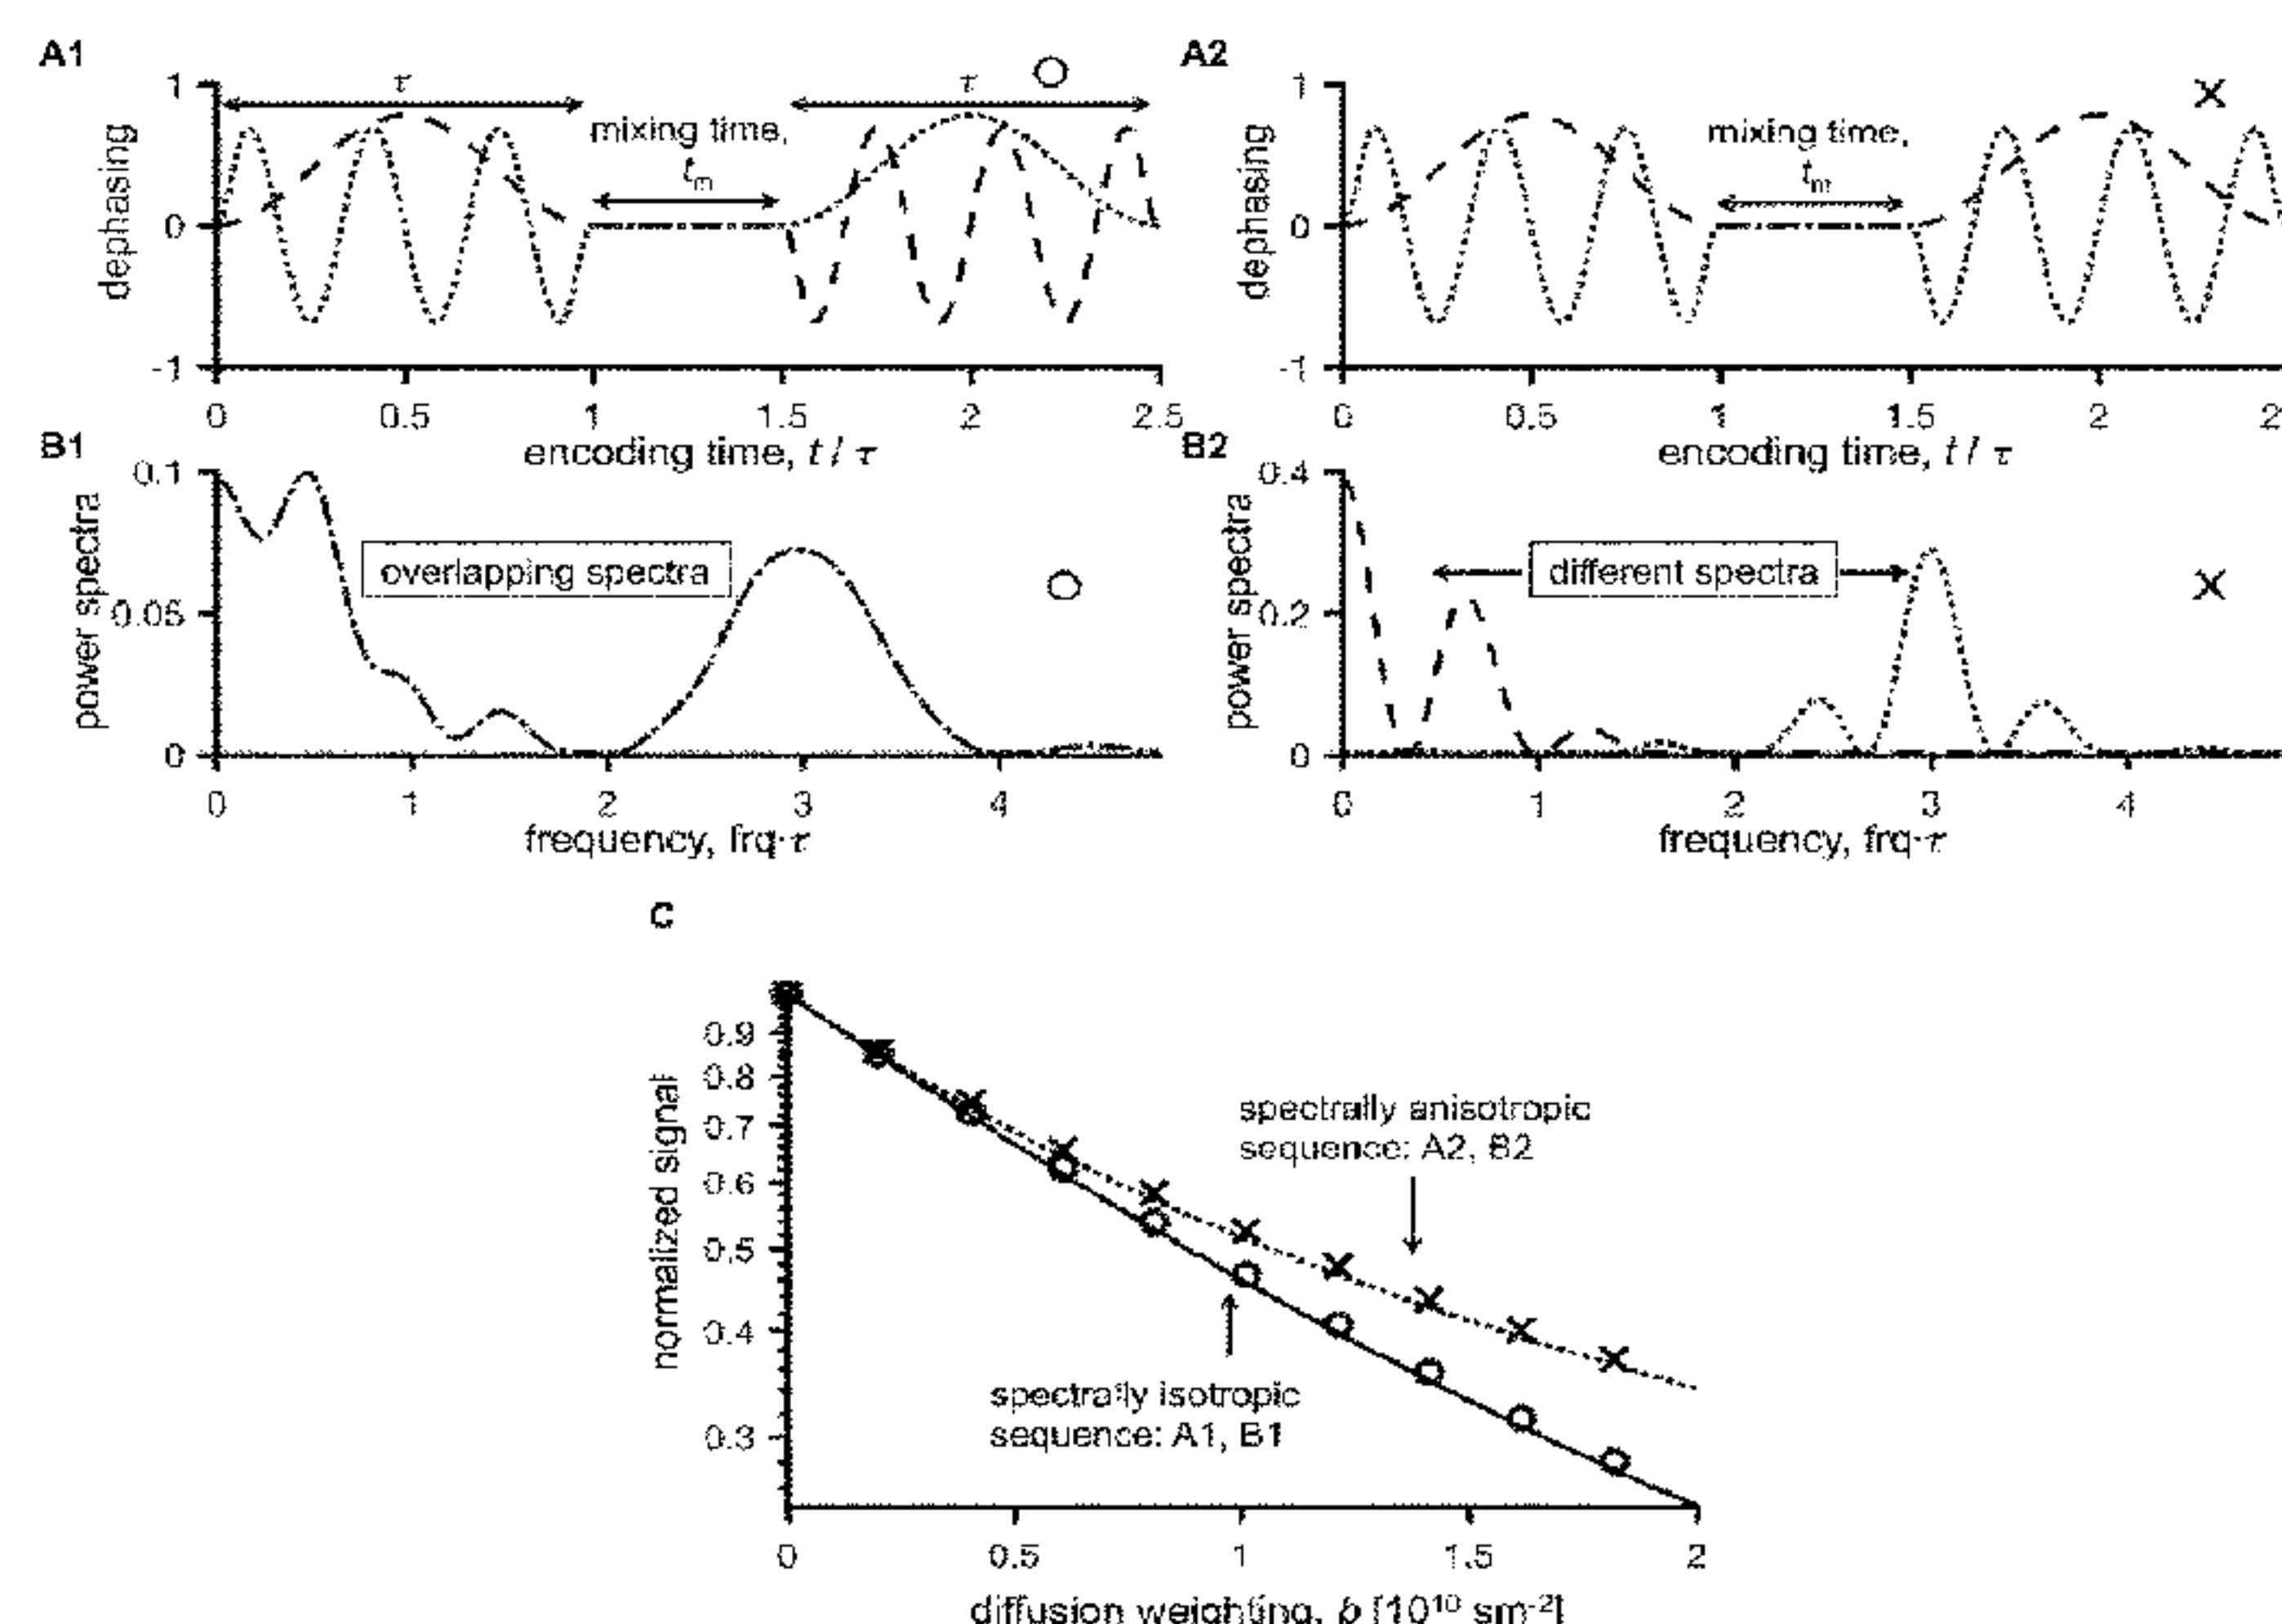 A1
1
τ
τ
mixing time,
tm
0
dephasing
-1
0
0.5
1
1.5
2
2.5
encoding time, t / τ
A2
1
mixing time,
tm
0
dephasing
-1
0
0.5
1
1.5
2
2
encoding time, t / τ
B1
0.1
overlapping spectra
0.05
power spectra
0
0
1
2
3
4
frequency, frq·τ
B2
0.4
different spectra
0.2
power spectra
0
0
1
2
3
4
frequency, frq·τ
C
0.9
0.8
0.7
0.6
0.5
0.4
0.3
normalized signal
spectrally anisotropic
sequence: A2, B2
spectrally isotropic
sequence: A1, B1
0
0.5
1
1.5
2
diffusion weighting, b [10¹⁰ sm⁻²]